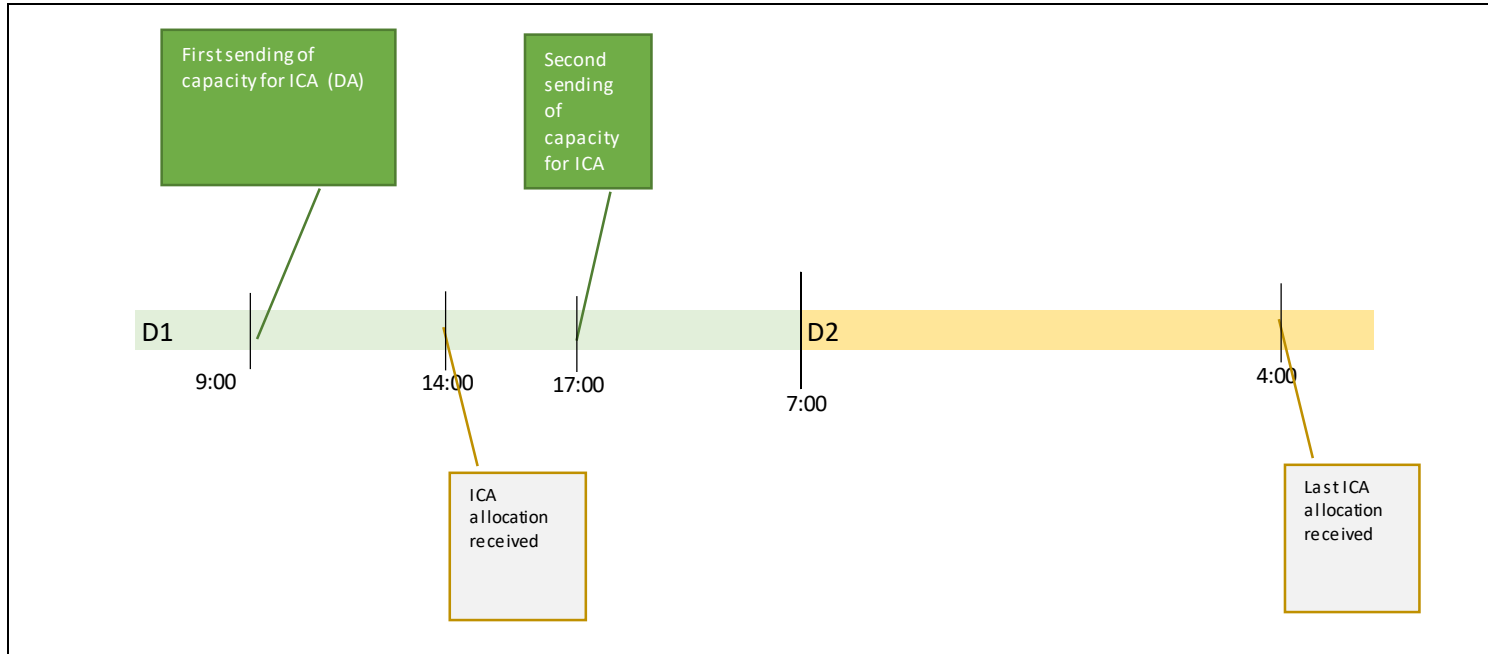 First sending of
capacity for ICA (DA)
Second
sending
of
capacity
for ICA
D1
D2
9:00
14:00
17:00
7:00
4:00
ICA
allocation
received
Last ICA
allocation
received